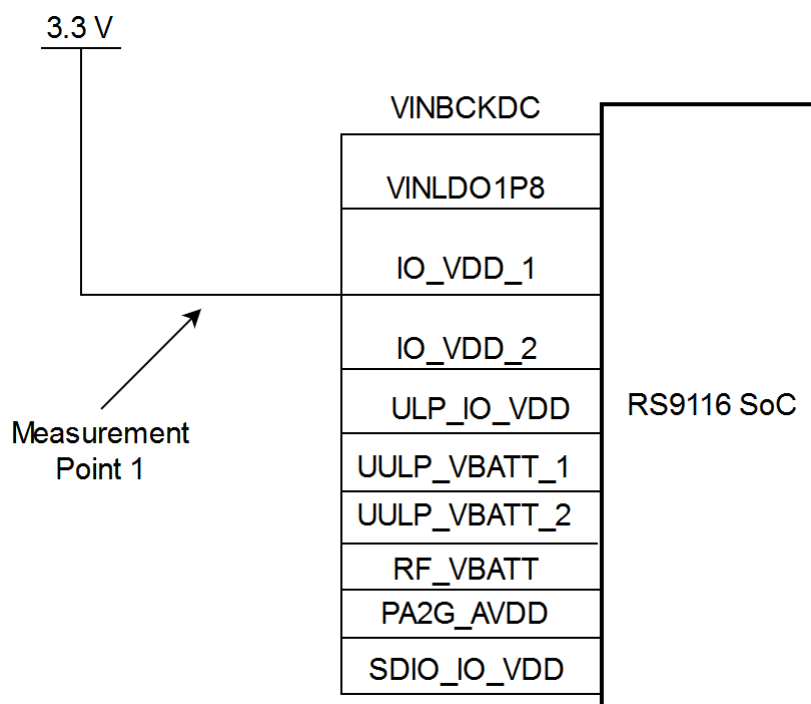 3.3 V
VINBCKDC
VINLDO1P8
IO_VDD_1
IO_VDD_2
ULP_IO_VDD
RS9116 SoC
Measurement
Point 1
UULP_VBATT_1
UULP_VBATT_2
RF_VBATT
PA2G_AVDD
SDIO_IO_VDD